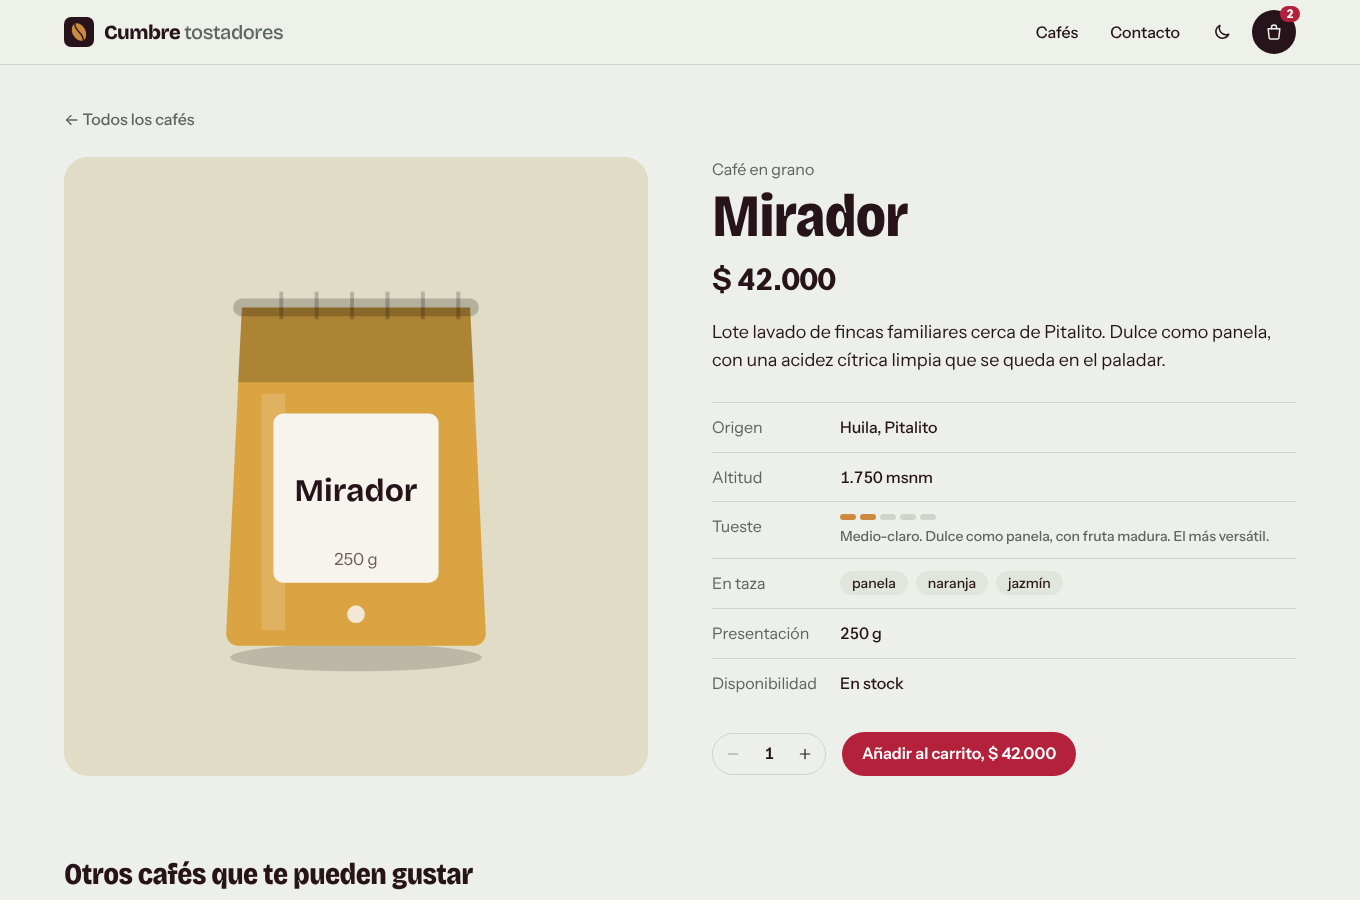 Cumbre tostadores
Cafés
Contacto
2
← Todos los cafés
Mirador
250 g
Café en grano
Mirador
$ 42.000
Lote lavado de fincas familiares cerca de Pitalito. Dulce como panela,
con una acidez cítrica limpia que se queda en el paladar.
Origen
Huila, Pitalito
Altitud
1.750 msnm
Tueste
Medio-claro. Dulce como panela, con fruta madura. El más versátil.
En taza
panela
naranja
jazmín
Presentación
250 g
Disponibilidad
En stock
− 1 +
Añadir al carrito, $ 42.000
Otros cafés que te pueden gustar